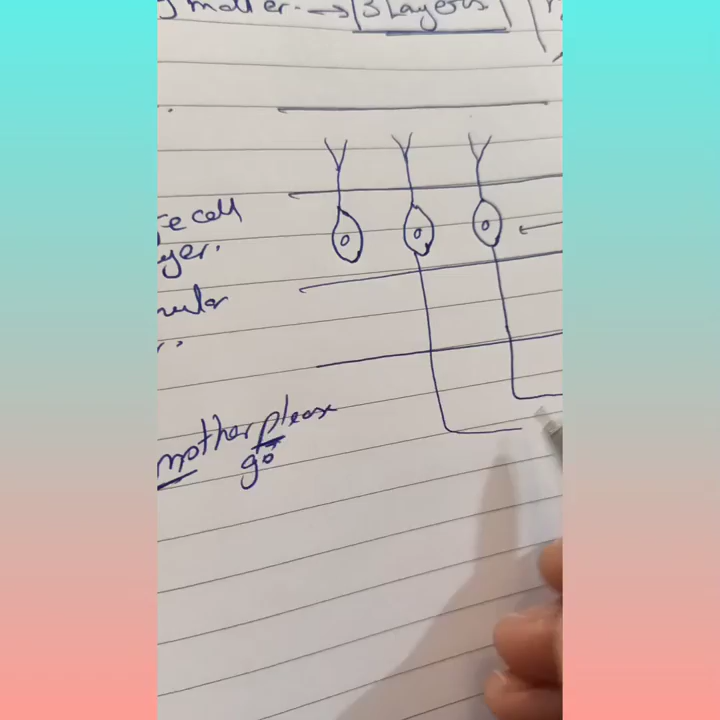 matter. → 3 Layers
cell
yer.
mother please
go